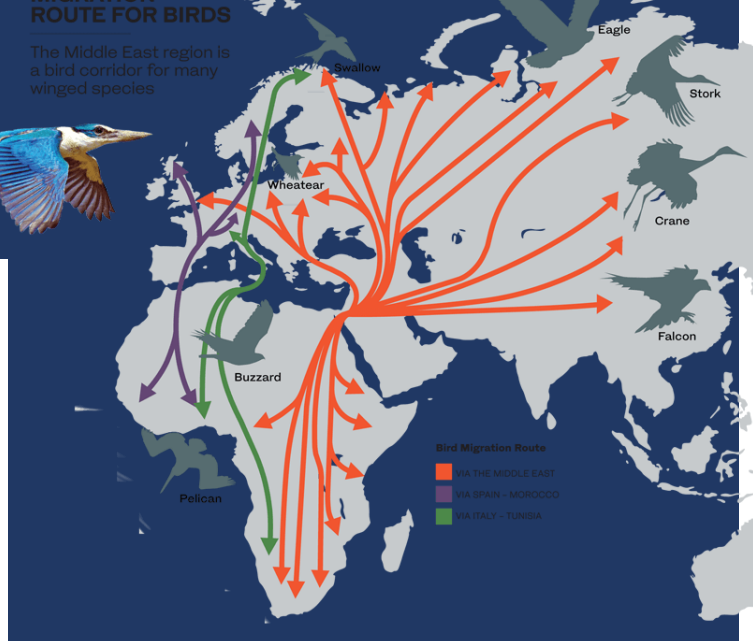 MIGRATION
ROUTE FOR BIRDS
The Middle East region is
a bird corridor for many
winged species
Eagle
Swallow
Stork
Wheatear
Crane
Falcon
Buzzard
Bird Migration Route
VIA THE MIDDLE EAST
VIA SPAIN – MOROCCO
VIA ITALY – TUNISIA
Pelican